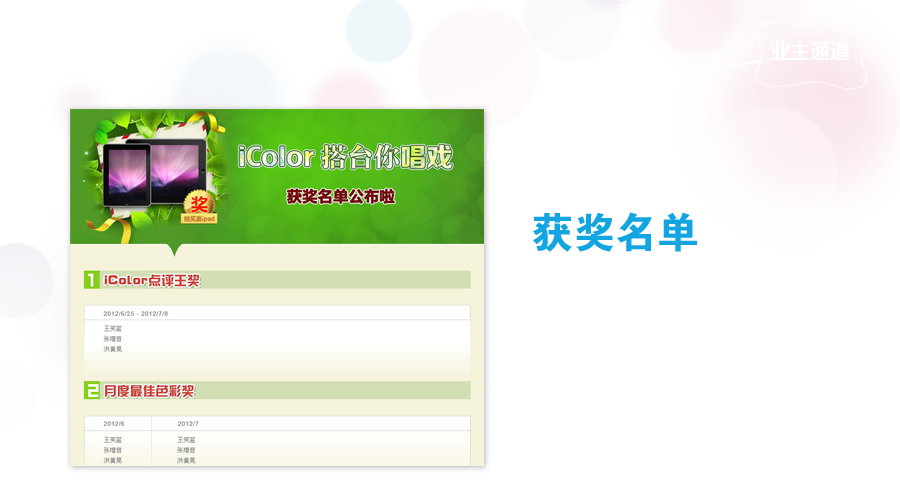 业主通道
iColor 搭台你唱戏
获奖名单公布啦
奖
抽奖赢ipad
获奖名单
1 iColor点评王奖
2012/6/25 - 2012/7/8
王笑蓝
张增音
洪黄晃
2 月度最佳色彩奖
2012/6 2012/7
王笑蓝 王笑蓝
张增音 张增音
洪黄晃 洪黄晃